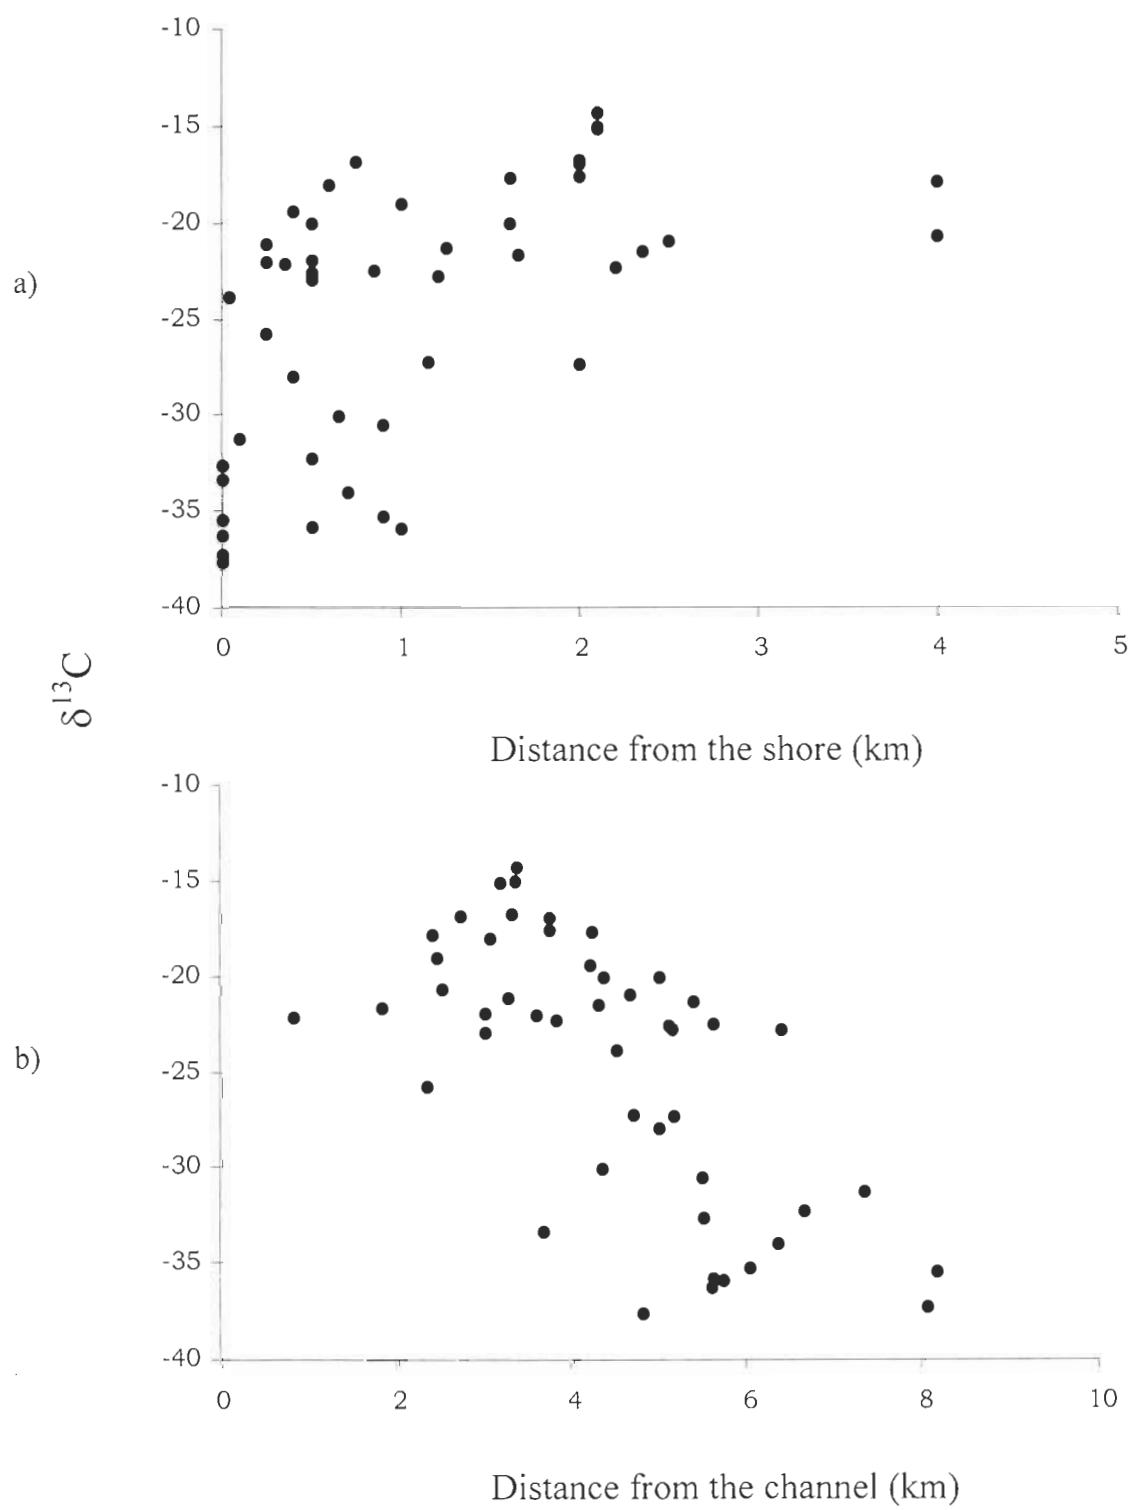 -10
-15
-20
a)
-25
-30
-35
-40
0 1 2 3 4 5
δ¹³C
Distance from the shore (km)
-10
-15
-20
b)
-25
-30
-35
-40
0 2 4 6 8 10
Distance from the channel (km)